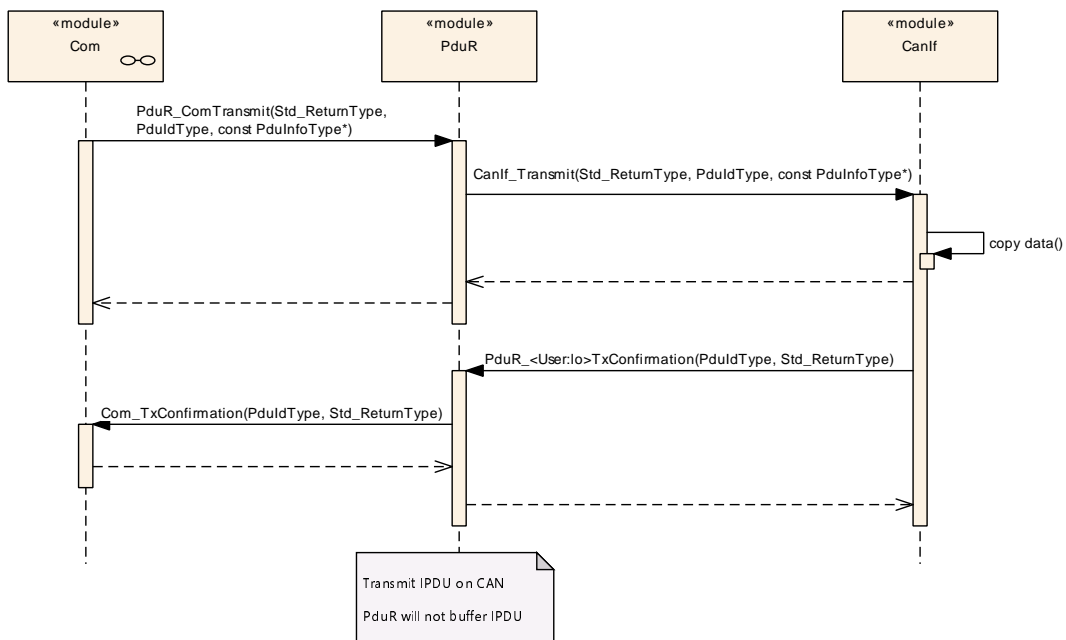 «module»
Com
«module»
PduR
«module»
CanIf
PduR_ComTransmit(Std_ReturnType,
PduIdType, const PduInfoType*)
CanIf_Transmit(Std_ReturnType, PduIdType, const PduInfoType*)
copy data()
PduR_<User:lo>TxConfirmation(PduIdType, Std_ReturnType)
Com_TxConfirmation(PduIdType, Std_ReturnType)
Transmit IPDU on CAN
PduR will not buffer IPDU